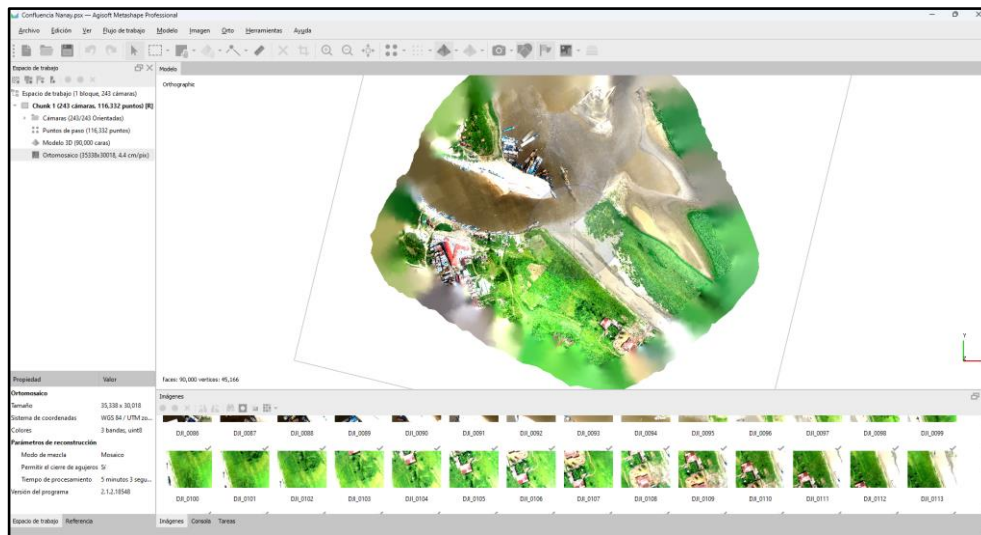 Confluencia Nanay.psx — Agisoft Metashape Professional
Archivo Edición Ver Flujo de trabajo Modelo Imagen Orto Herramientas Ayuda
Espacio de trabajo
Modelo
Espacio de trabajo (1 bloque, 243 cámaras)
Chunk 1 (243 cámaras, 116,332 puntos) [R]
Cámaras (243/243 Orientadas)
Puntos de paso (116,332 puntos)
Modelo 3D (90,000 caras)
Ortomosaico (35338x30018, 4.4 cm/pix)
Orthographic
Y
X
faces: 90,000 vertices: 45,166
Propiedad Valor
Ortomosaico
Tamaño 35,338 x 30,018
Sistema de coordenadas WGS 84 / UTM zo...
Colores 3 bandas, uint8
Parámetros de reconstrucción
Modo de mezcla Mosaico
Permitir el cierre de agujeros Sí
Tiempo de procesamiento 5 minutos 3 segu...
Versión del programa 2.1.2.18548
Espacio de trabajo Referencia
Imágenes
DJI_0086 DJI_0087 DJI_0088 DJI_0089 DJI_0090 DJI_0091 DJI_0092 DJI_0093 DJI_0094 DJI_0095 DJI_0096 DJI_0097 DJI_0098 DJI_0099
DJI_0100 DJI_0101 DJI_0102 DJI_0103 DJI_0104 DJI_0105 DJI_0106 DJI_0107 DJI_0108 DJI_0109 DJI_0110 DJI_0111 DJI_0112 DJI_0113
Imágenes Consola Tareas